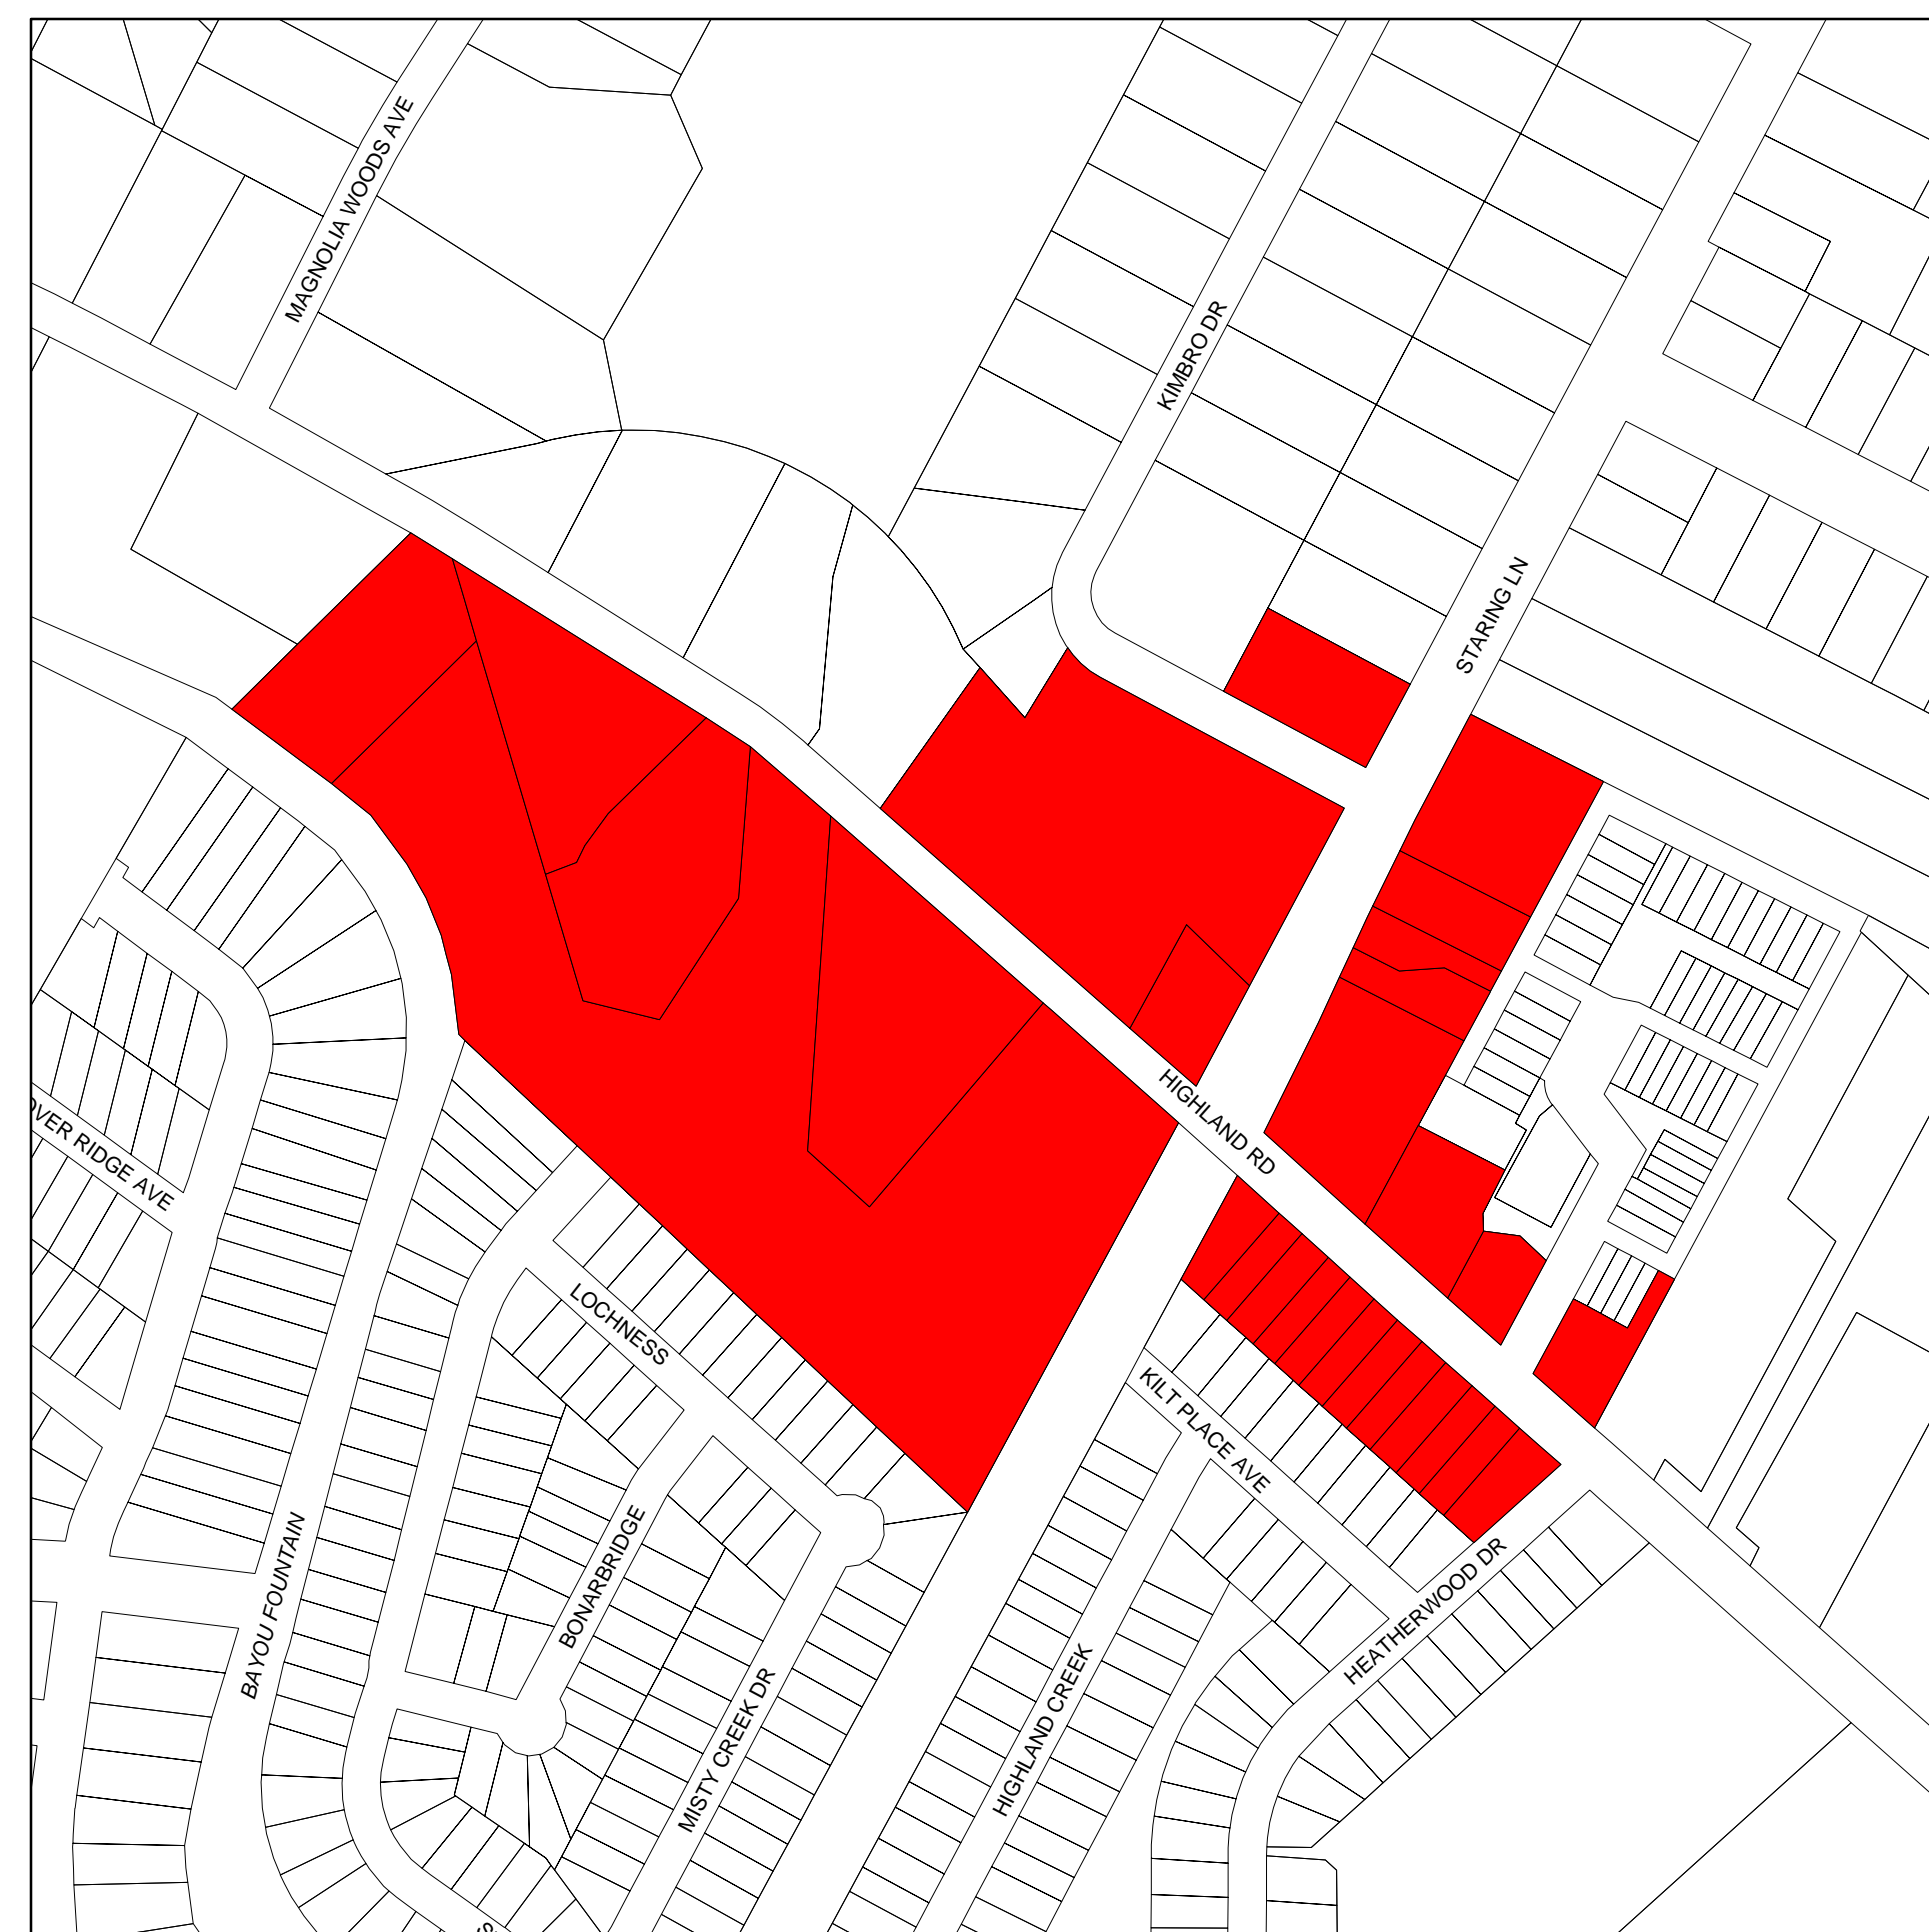 MAGNOLIA WOODS AVE
KIMBRO DR
STARING LN
HIGHLAND RD
OVER RIDGE AVE
LOCHNESS
KILT PLACE AVE
BAYOU FOUNTAIN
BONARBRIDGE
HEATHERWOOD DR
MISTY CREEK DR
HIGHLAND CREEK